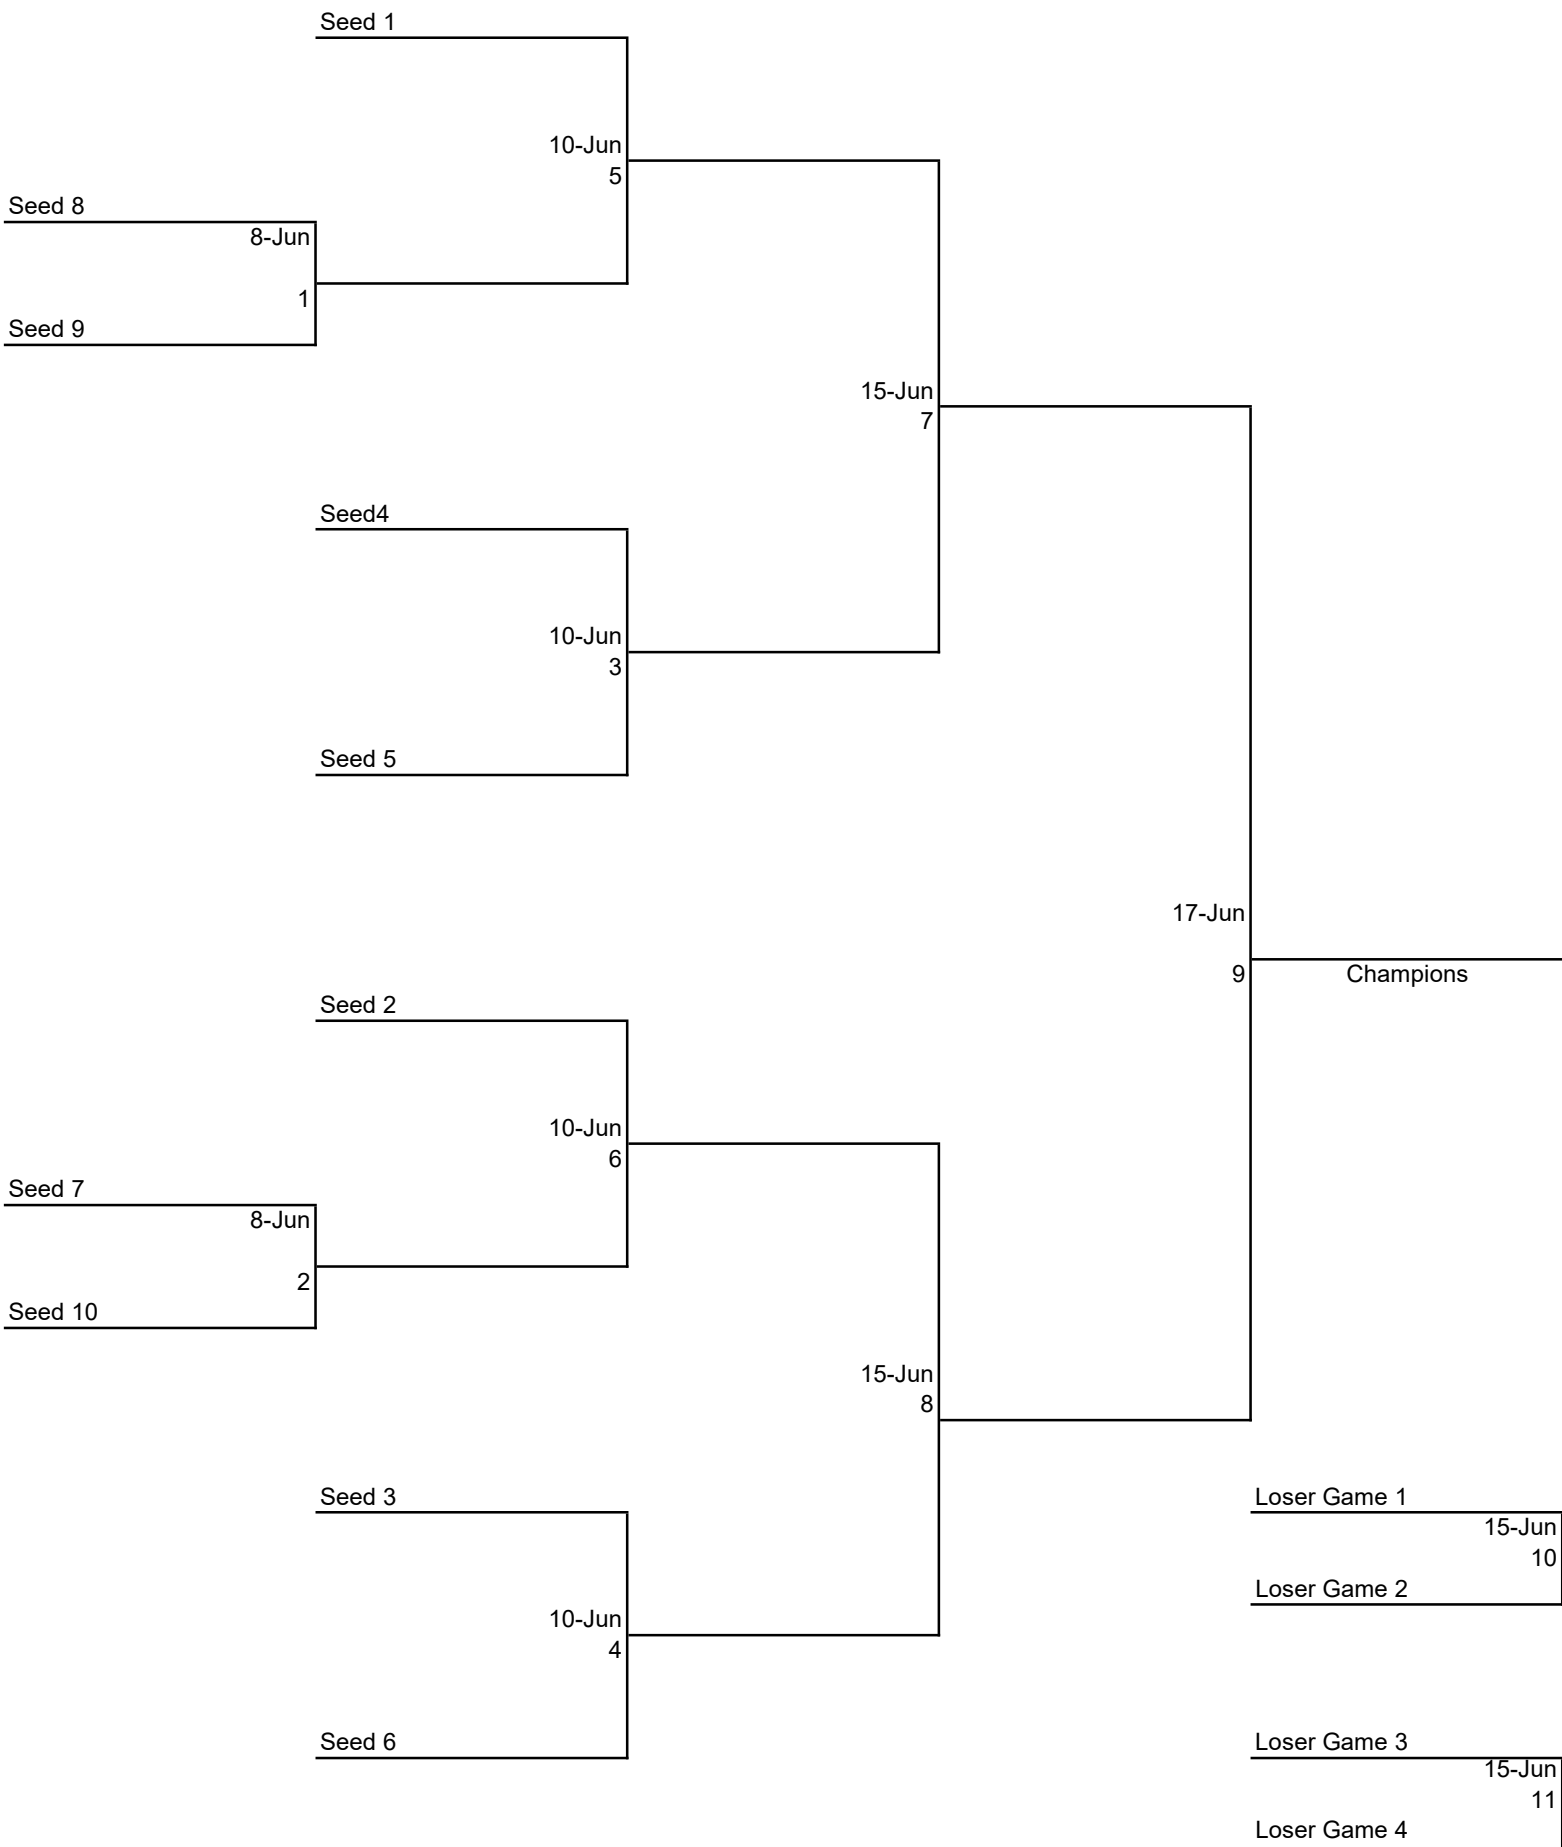 Seed 1
10-Jun
5
Seed 8
8-Jun
1
Seed 9
15-Jun
7
Seed4
10-Jun
3
Seed 5
17-Jun
9
Champions
Seed 2
10-Jun
6
Seed 7
8-Jun
2
Seed 10
15-Jun
8
Seed 3
Loser Game 1
15-Jun
10
Loser Game 2
10-Jun
4
Seed 6
Loser Game 3
15-Jun
11
Loser Game 4